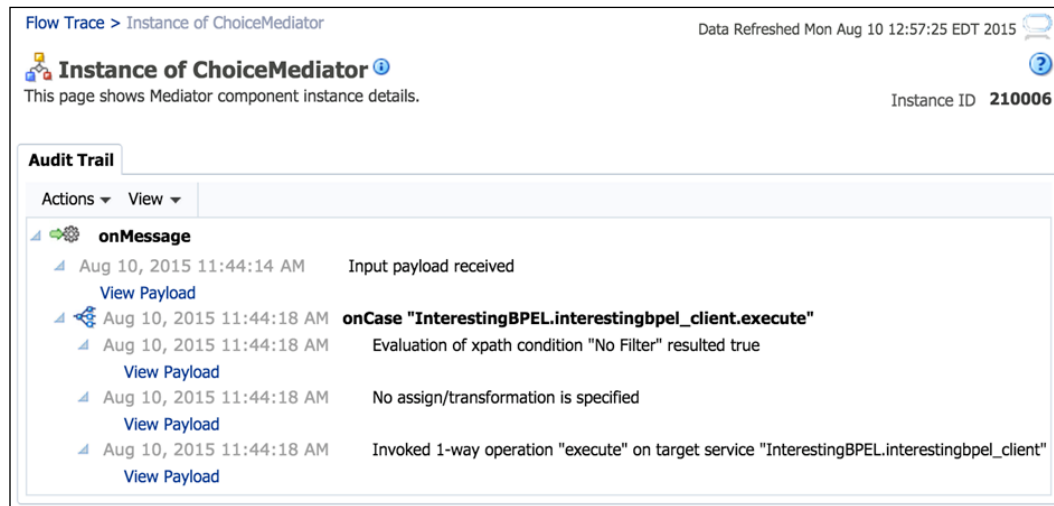 Flow Trace > Instance of ChoiceMediator
Data Refreshed Mon Aug 10 12:57:25 EDT 2015
Instance of ChoiceMediator
This page shows Mediator component instance details.
Instance ID 210006
Audit Trail
Actions View
onMessage
Aug 10, 2015 11:44:14 AM Input payload received
View Payload
Aug 10, 2015 11:44:18 AM onCase "InterestingBPEL.interestingbpel_client.execute"
Aug 10, 2015 11:44:18 AM Evaluation of xpath condition "No Filter" resulted true
View Payload
Aug 10, 2015 11:44:18 AM No assign/transformation is specified
View Payload
Aug 10, 2015 11:44:18 AM Invoked 1-way operation "execute" on target service "InterestingBPEL.interestingbpel_client"
View Payload